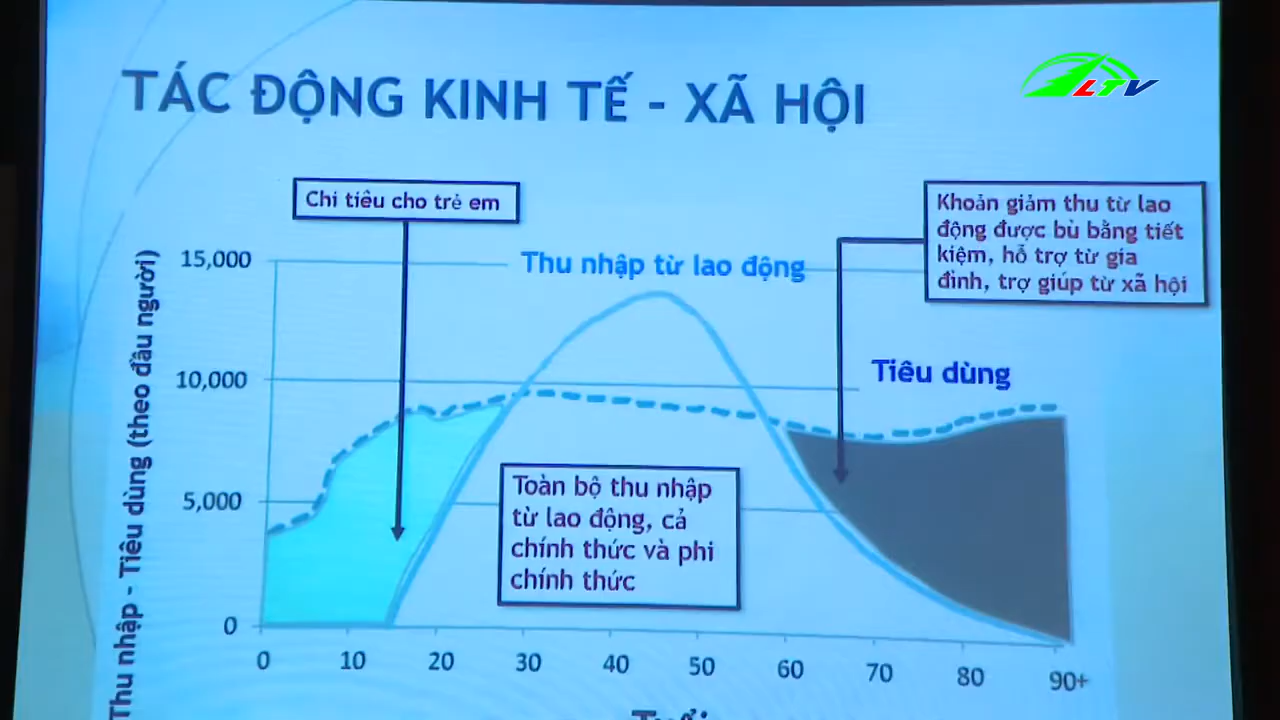 TÁC ĐỘNG KINH TẾ - XÃ HỘI
LTV
Chi tiêu cho trẻ em
Khoản giảm thu từ lao
động được bù bằng tiết
kiệm, hỗ trợ từ gia
đình, trợ giúp từ xã hội
Thu nhập từ lao động
Tiêu dùng
Toàn bộ thu nhập
từ lao động, cả
chính thức và phi
chính thức
Thu nhập - Tiêu dùng (theo đầu người)
15,000
10,000
5,000
0
0 10 20 30 40 50 60 70 80 90+
Tuổi